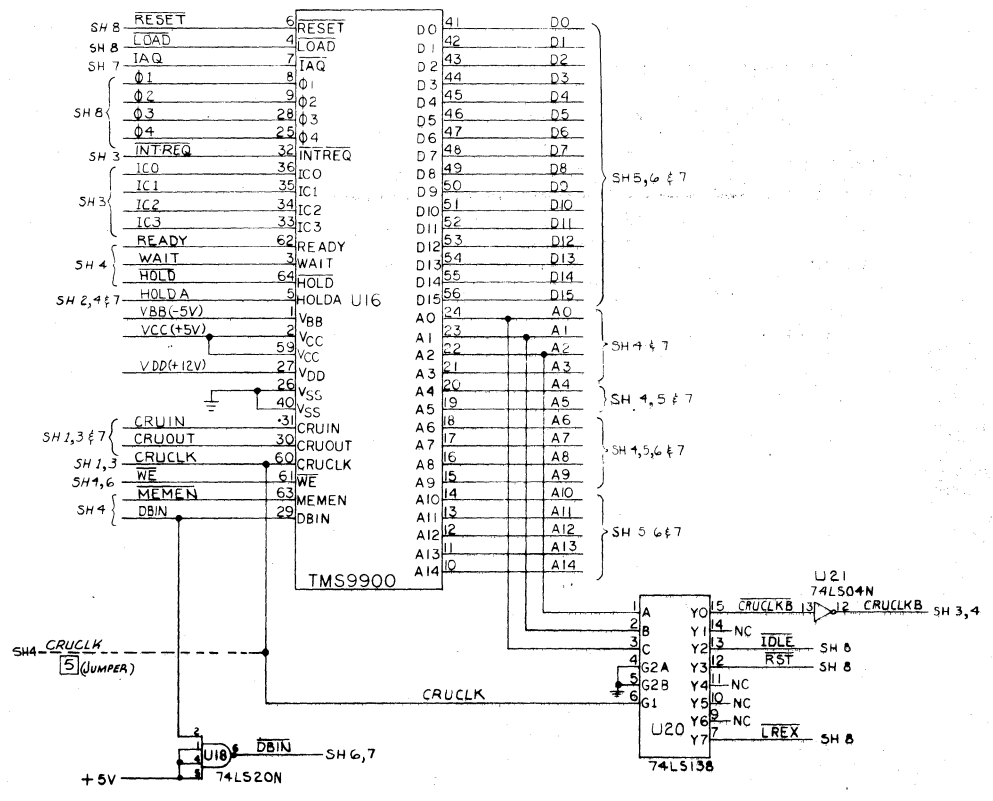 SH 8 RESET 6 RESET D0 41 D0
SH 8 LOAD 4 LOAD D1 42 D1
SH 7 IAQ 7 IAQ D2 43 D2
ϕ1 8 ϕ1 D3 44 D3
ϕ2 9 ϕ2 D4 45 D4
SH 8 ϕ3 28 ϕ3 D5 46 D5
ϕ4 25 ϕ4 D6 47 D6
SH 3 INTREQ 32 INTREQ D7 48 D7
IC0 36 IC0 D8 49 D8
SH 5,6 & 7
IC1 35 IC1 D9 50 D9
SH 3 IC2 34 IC2 D10 51 D10
IC3 33 IC3 D11 52 D11
READY 62 READY D12 53 D12
SH 4 WAIT 3 WAIT D13 54 D13
HOLD 64 HOLD D14 55 D14
SH 2,4 & 7 HOLDA 5 HOLDA U16 D15 56 D15
VBB(-5V) 1 VBB A0 24 A0
VCC(+5V) 2 VCC A1 23 A1
SH 4 & 7
59 VCC A2 22 A2
VDD(+12V) 27 VDD A3 21 A3
26 VSS A4 20 A4
SH 4,5 & 7
40 VSS A5 19 A5
CRUIN 31 CRUIN A6 18 A6
SH 1,3 & 7 CRUOUT 30 CRUOUT A7 17 A7
SH 4,5,6 & 7
SH 1,3 CRUCLK 60 CRUCLK A8 16 A8
SH 4,6 WE 61 WE A9 15 A9
MEMEN 63 MEMEN A10 14 A10
SH 4 DBIN 29 DBIN A11 13 A11
A12 12 A12
SH 5 6 & 7
A13 11 A13
A14 10 A14
TMS9900
U21
74LS04N
1 A Y0 15 CRUCLKB 13 12 CRUCLKB SH 3,4
2 B Y1 14 NC
3 C Y2 13 IDLE SH 8
4 G2A Y3 12 RST SH 8
5 G2B Y4 11 NC
6 G1 Y5 10 NC
Y6 9 NC
U20
Y7 7 LREX SH 8
74LS138
SH4 CRUCLK
5 (JUMPER)
CRUCLK
2
1 U18 6 DBIN SH 6,7
4
+5V 5
74LS20N